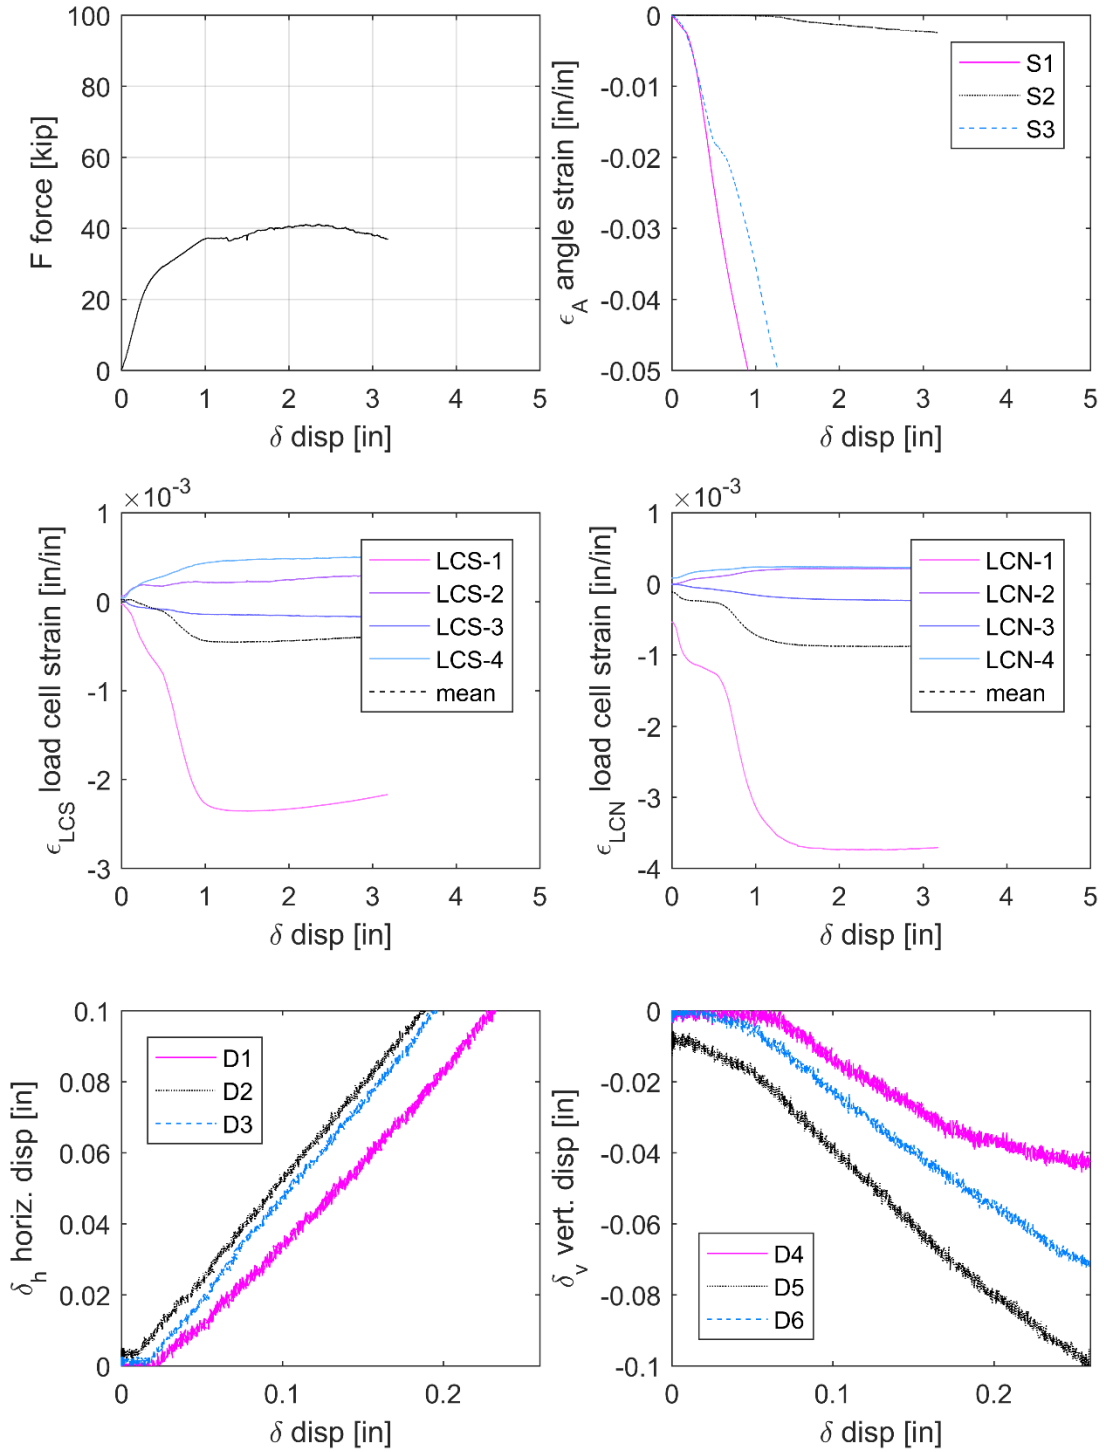 100
80
60
40
20
0
F force [kip]
0 1 2 3 4 5
δ disp [in]
0
-0.01
-0.02
-0.03
-0.04
-0.05
ϵA angle strain [in/in]
S1
S2
S3
0 1 2 3 4 5
δ disp [in]
×10-3
1
0
-1
-2
-3
ϵLCS load cell strain [in/in]
LCS-1
LCS-2
LCS-3
LCS-4
mean
0 1 2 3 4 5
δ disp [in]
×10-3
1
0
-1
-2
-3
-4
ϵLCN load cell strain [in/in]
LCN-1
LCN-2
LCN-3
LCN-4
mean
0 1 2 3 4 5
δ disp [in]
0.1
0.08
0.06
0.04
0.02
0
δh horiz. disp [in]
D1
D2
D3
0 0.1 0.2
δ disp [in]
0
-0.02
-0.04
-0.06
-0.08
-0.1
δv vert. disp [in]
D4
D5
D6
0 0.1 0.2
δ disp [in]